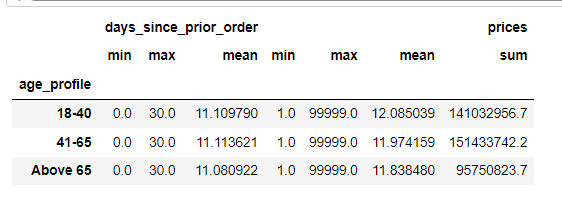 days_since_prior_order prices
min max mean min max mean sum
age_profile
18-40 0.0 30.0 11.109790 1.0 99999.0 12.085039 141032956.7
41-65 0.0 30.0 11.113621 1.0 99999.0 11.974159 151433742.2
Above 65 0.0 30.0 11.080922 1.0 99999.0 11.838480 95750823.7